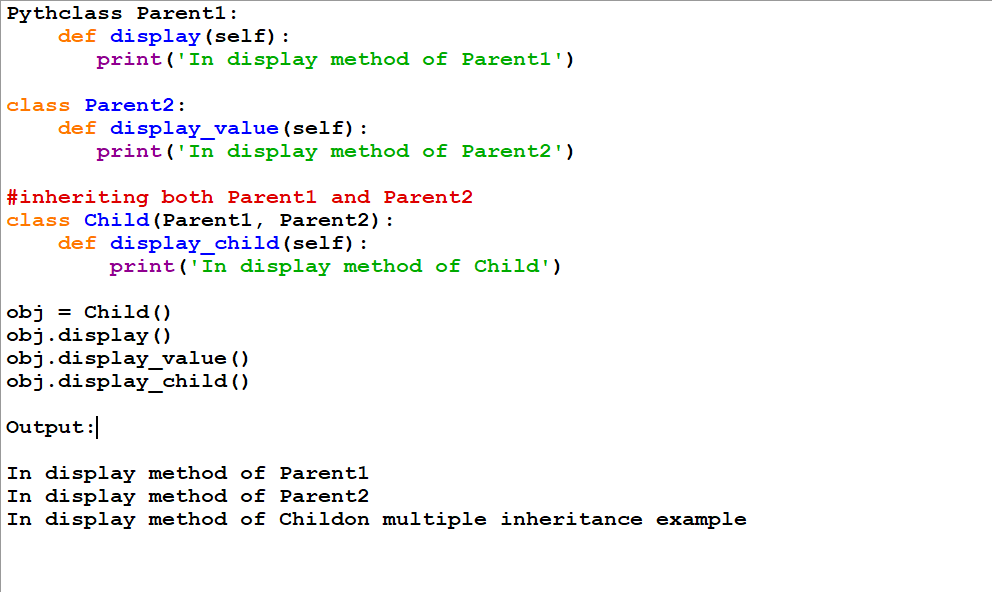 Pythclass Parent1:
    def display(self):
       print('In display method of Parent1')

class Parent2:
    def display_value(self):
       print('In display method of Parent2')

#inheriting both Parent1 and Parent2
class Child(Parent1, Parent2):
    def display_child(self):
        print('In display method of Child')

obj = Child()
obj.display()
obj.display_value()
obj.display_child()

Output:

In display method of Parent1
In display method of Parent2
In display method of Childon multiple inheritance example